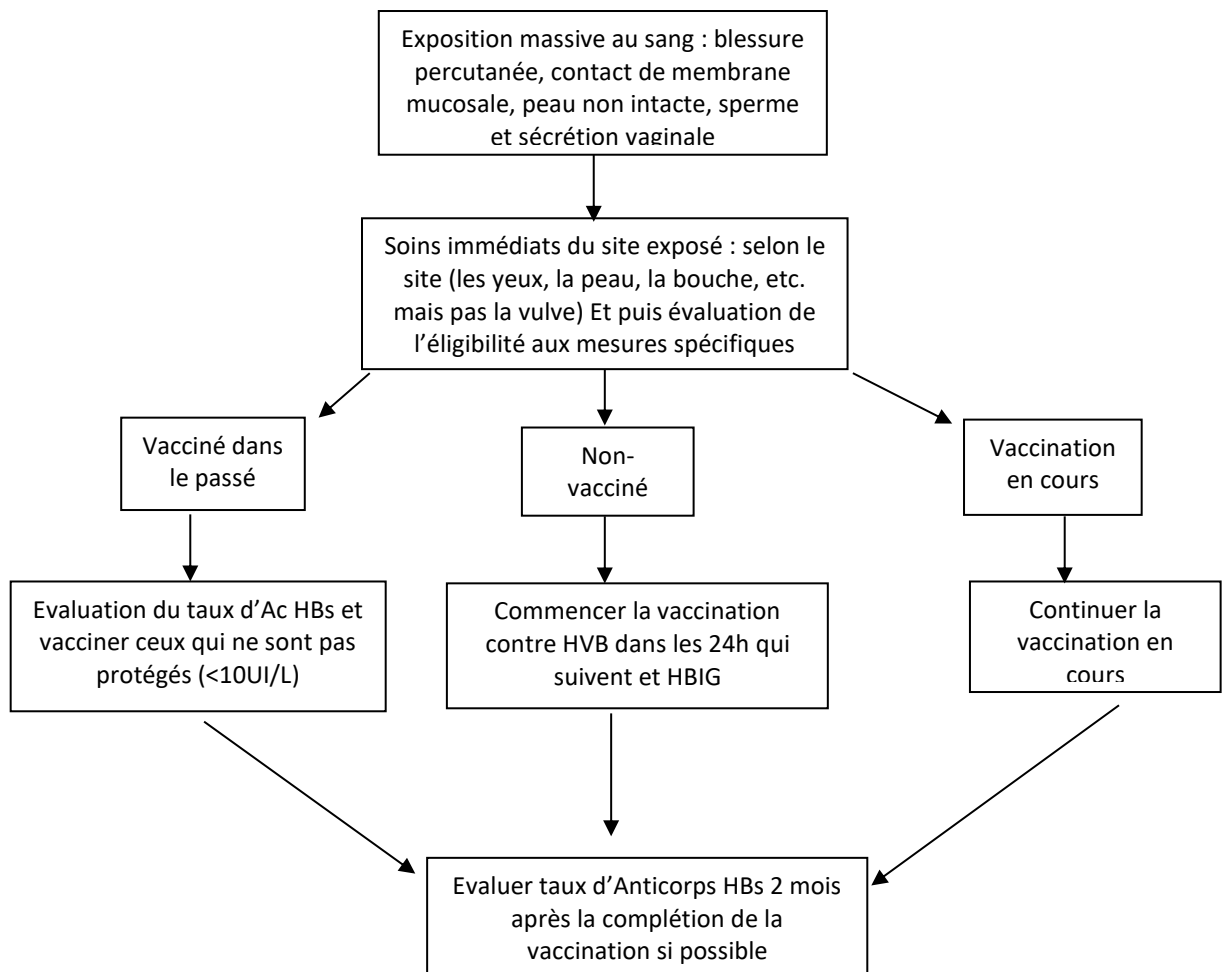 Exposition massive au sang : blessure
percutanée, contact de membrane
mucosale, peau non intacte, sperme
et sécrétion vaginale
Soins immédiats du site exposé : selon le
site (les yeux, la peau, la bouche, etc.
mais pas la vulve) Et puis évaluation de
l’éligibilité aux mesures spécifiques
Vacciné dans
le passé
Non-
vacciné
Vaccination
en cours
Evaluation du taux d’Ac HBs et
vacciner ceux qui ne sont pas
protégés (<10UI/L)
Commencer la vaccination
contre HVB dans les 24h qui
suivent et HBIG
Continuer la
vaccination en
cours
Evaluer taux d’Anticorps HBs 2 mois
après la complétion de la
vaccination si possible